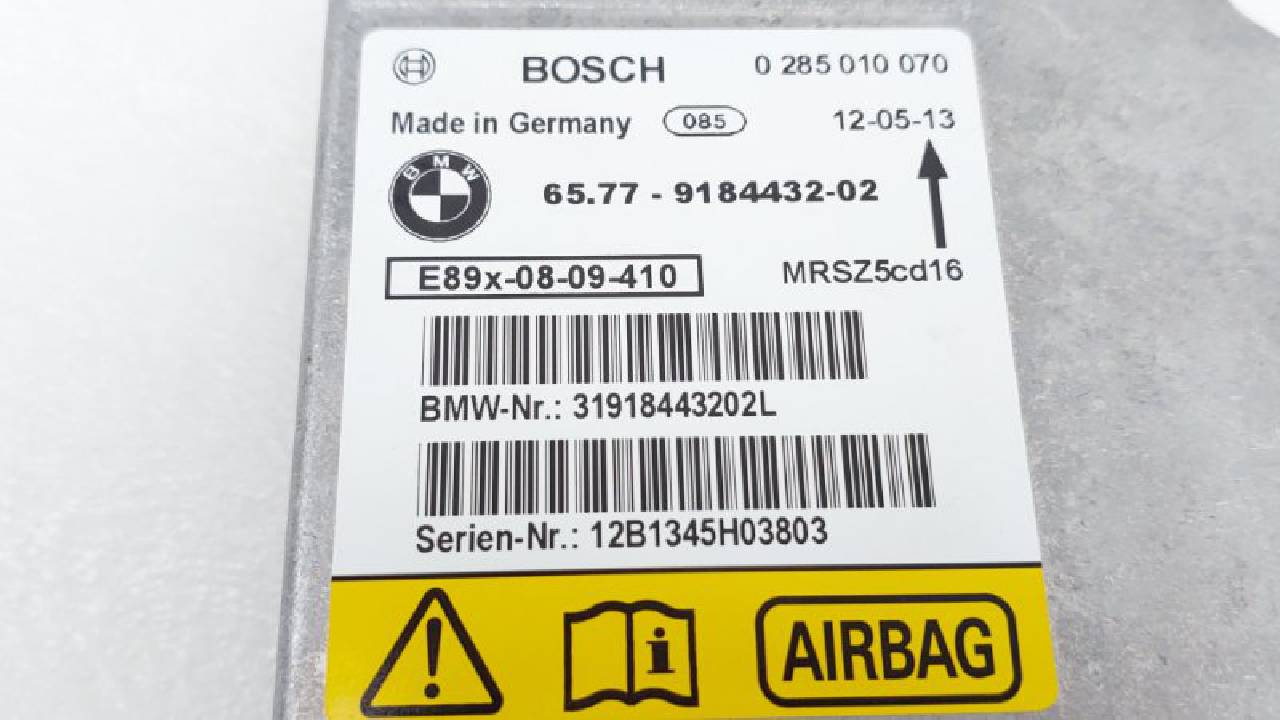 BOSCH 0 285 010 070
Made in Germany 085 12-05-13
BMW 65.77 - 9184432-02
E89x-08-09-410 MRSZ5cd16
BMW-Nr.: 31918443202L
Serien-Nr.: 12B1345H03803
! i AIRBAG